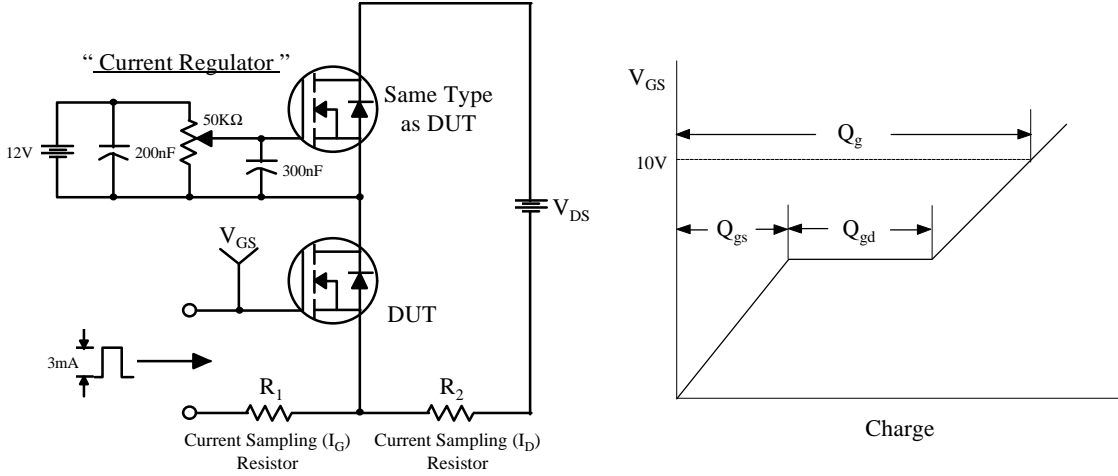 “ Current Regulator ”
Same Type
as DUT
50KΩ
12V
200nF
300nF
V_DS
V_GS
DUT
3mA
R_1
R_2
Current Sampling (I_G)
Resistor
Current Sampling (I_D)
Resistor
V_GS
Q_g
10V
Q_gs
Q_gd
Charge